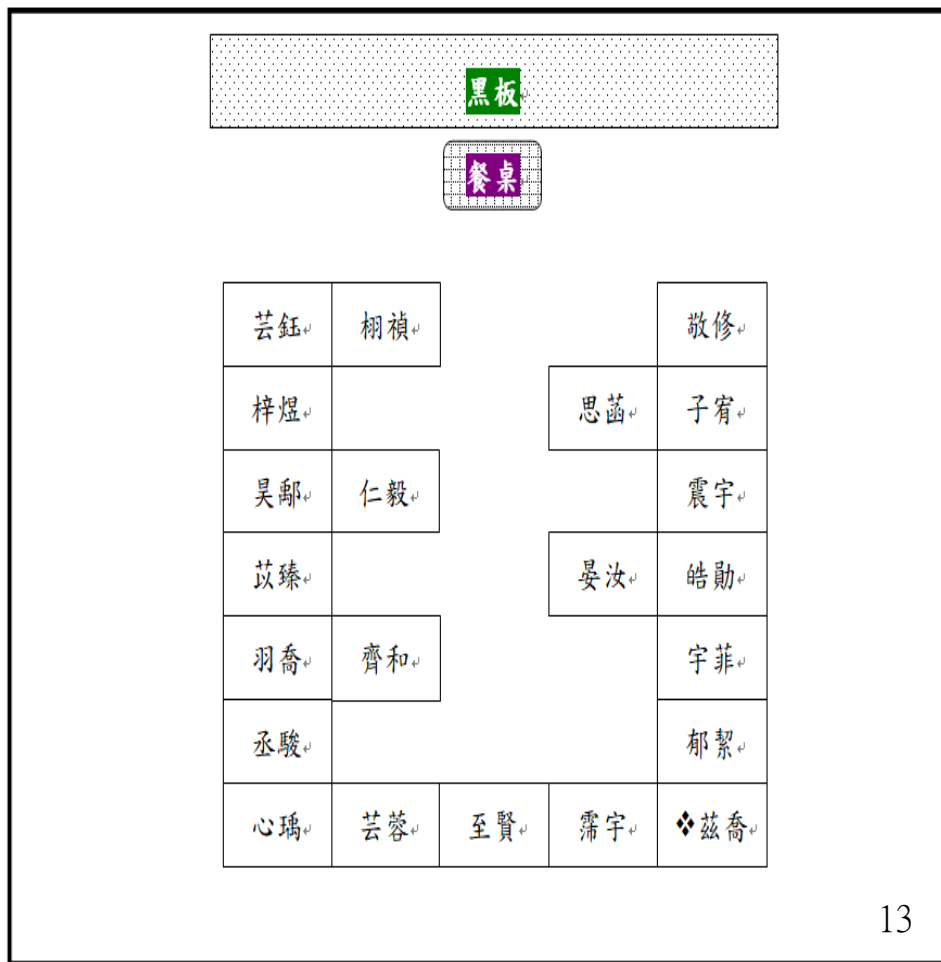 黑板
餐桌
芸鈺 栩禎 敬修
梓煜 思菡 子宥
昊鄅 仁毅 震宇
苡臻 晏汝 皓勛
羽喬 齊和 宇菲
丞駿 郁絜
心瑀 芸蓉 至賢 霈宇 ❖茲喬
13